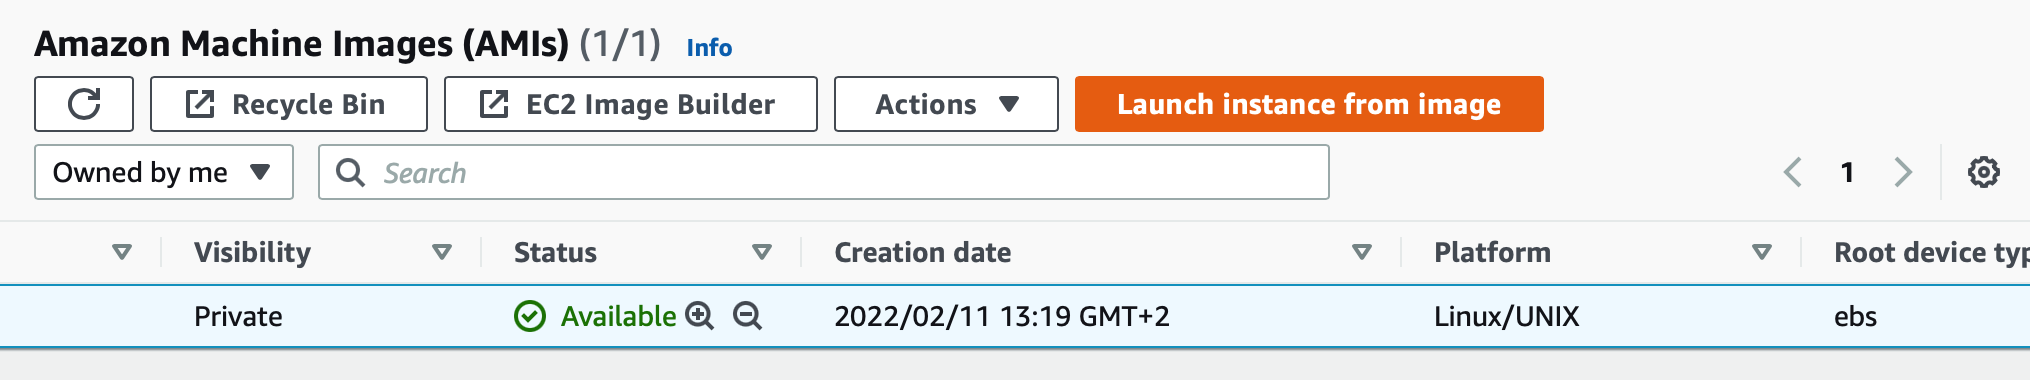 Amazon Machine Images (AMIs) (1/1) Info
Recycle Bin EC2 Image Builder Actions Launch instance from image
Owned by me Search 1
Visibility Status Creation date Platform Root device typ
Private Available 2022/02/11 13:19 GMT+2 Linux/UNIX ebs